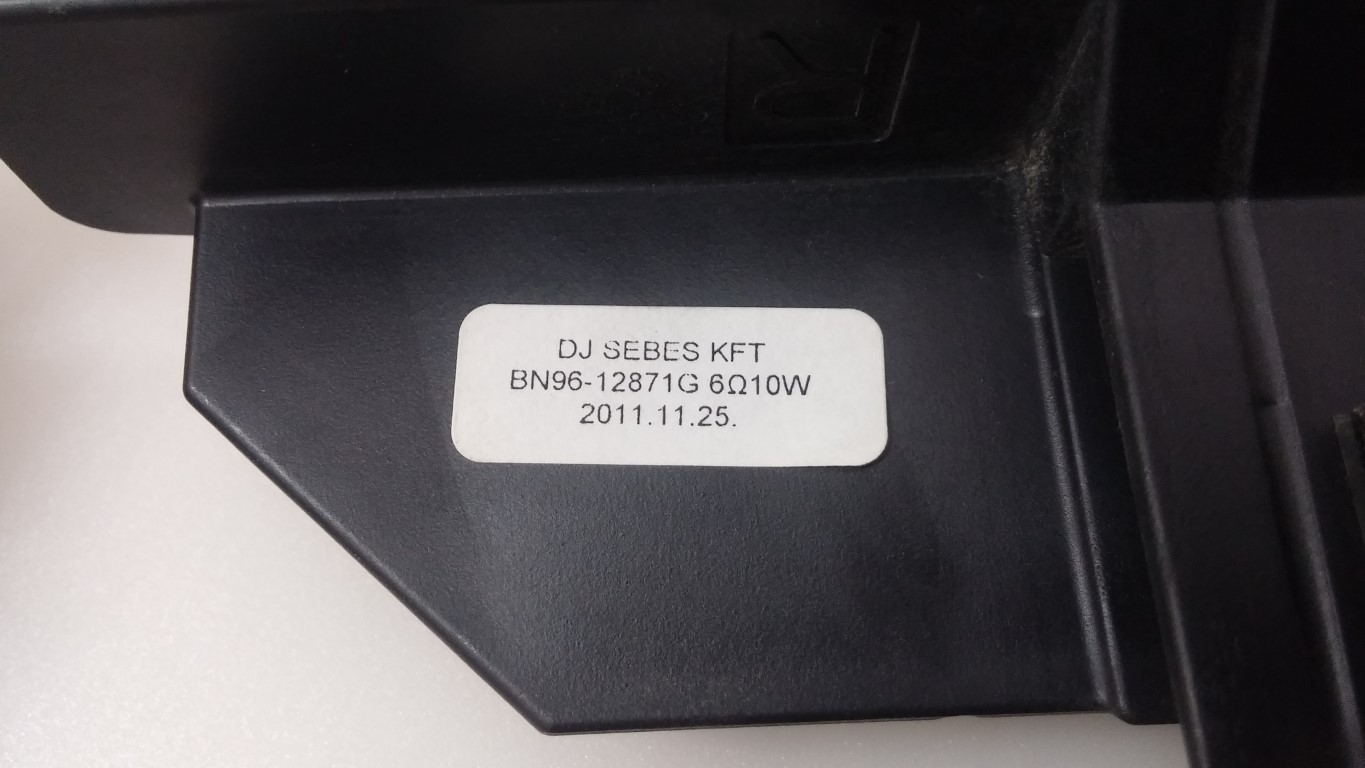 R
DJ SEBES KFT
BN96-12871G 6Ω10W
2011.11.25.